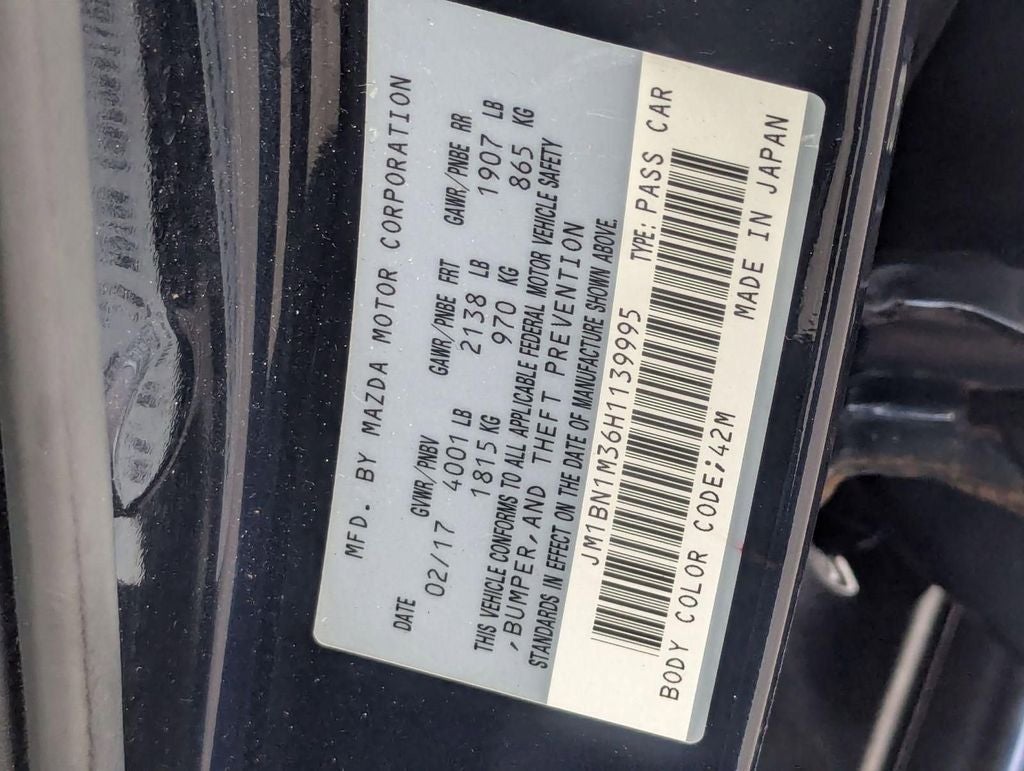 MFD. BY MAZDA MOTOR CORPORATION
DATE GVWR/PNBV GAWR/PNBE FRT GAWR/PNBE RR
02/17 4001 LB 2138 LB 1907 LB
1815 KG 970 KG 865 KG
THIS VEHICLE CONFORMS TO ALL APPLICABLE FEDERAL MOTOR VEHICLE SAFETY
,BUMPER,AND THEFT PREVENTION
STANDARDS IN EFFECT ON THE DATE OF MANUFACTURE SHOWN ABOVE.
JM1BN1M36H1139995 TYPE: PASS CAR
BODY COLOR CODE;42M MADE IN JAPAN